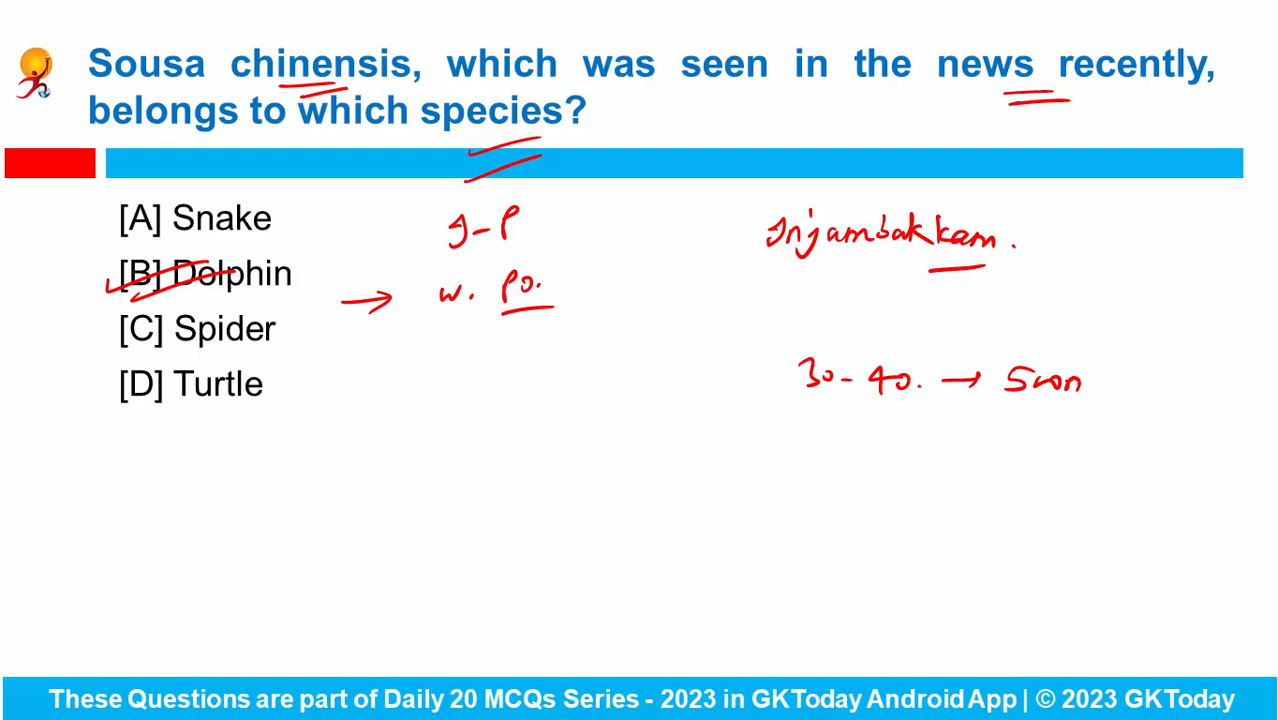 Sousa chinensis, which was seen in the news recently,
belongs to which species?
[A] Snake
[B] Dolphin
[C] Spider
[D] Turtle
I-P
w. Po.
Injambakkam.
30-40. →
These Questions are part of Daily 20 MCQs Series - 2023 in GKToday Android App | © 2023 GKToday